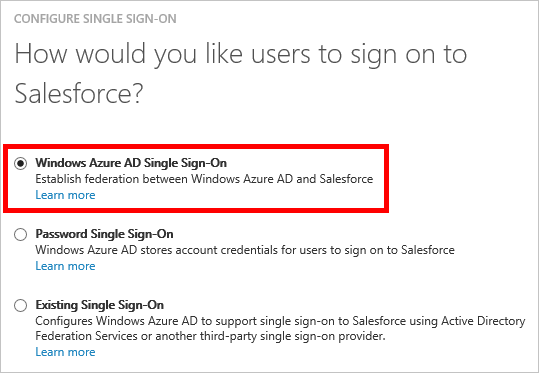 CONFIGURE SINGLE SIGN-ON
How would you like users to sign on to
Salesforce?
Windows Azure AD Single Sign-On
Establish federation between Windows Azure AD and Salesforce
Learn more
Password Single Sign-On
Windows Azure AD stores account credentials for users to sign on to Salesforce
Learn more
Existing Single Sign-On
Configures Windows Azure AD to support single sign-on to Salesforce using Active Directory
Federation Services or another third-party single sign-on provider.
Learn more